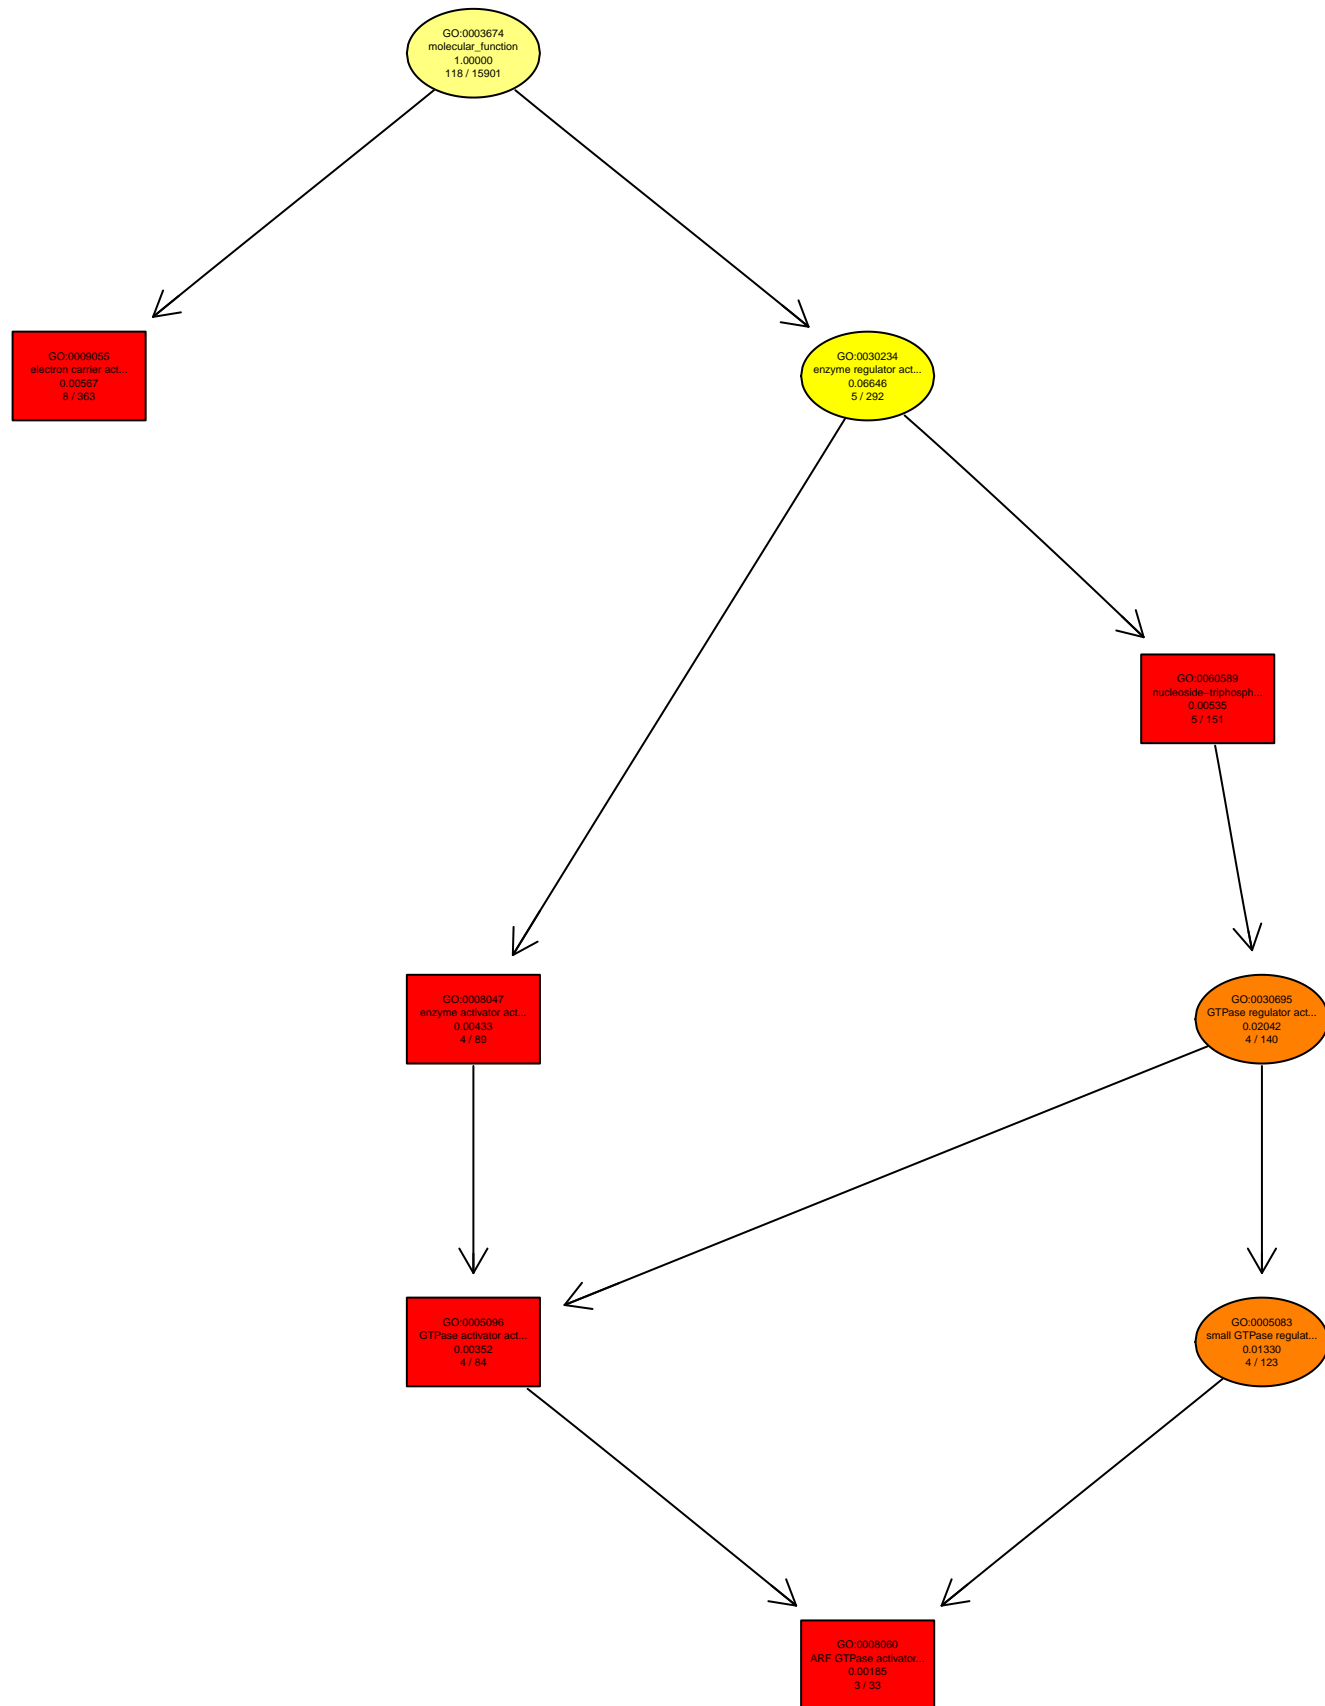 GO:0003674
molecular_function
1.00000
118 / 15901
GO:0009055
electron carrier act...
0.00567
8 / 363
GO:0030234
enzyme regulator act...
0.06646
5 / 292
GO:0060589
nucleoside-triphosph...
0.00535
5 / 151
GO:0008047
enzyme activator act...
0.00433
4 / 89
GO:0030695
GTPase regulator act...
0.02042
4 / 140
GO:0005096
GTPase activator act...
0.00352
4 / 84
GO:0005083
small GTPase regulat...
0.01330
4 / 123
GO:0008060
ARF GTPase activator...
0.00185
3 / 33